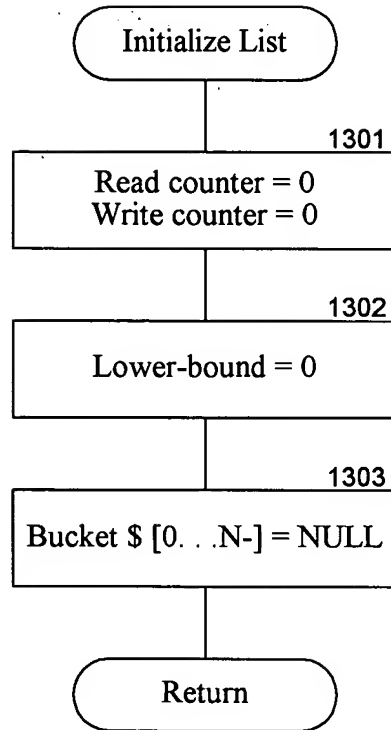 Initialize List
1301
Read counter = 0
Write counter = 0
1302
Lower-bound = 0
1303
Bucket $ [0. . .N-] = NULL
Return